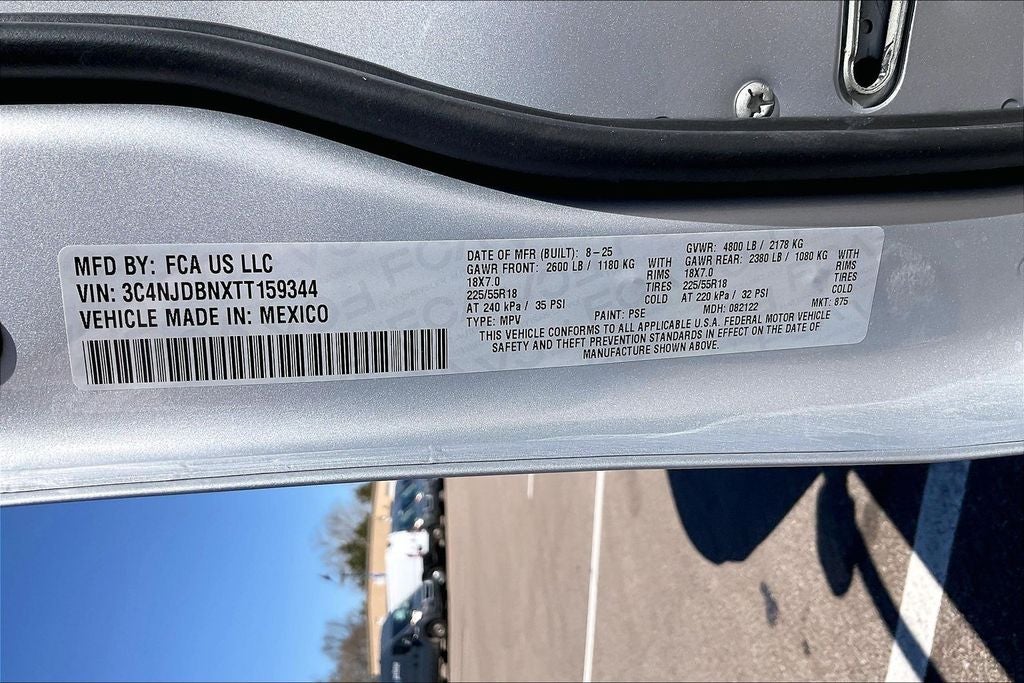 MFD BY: FCA US LLC
VIN: 3C4NJDBNXTT159344
VEHICLE MADE IN: MEXICO
DATE OF MFR (BUILT): 8-25
GAWR FRONT: 2600 LB / 1180 KG WITH
18X7.0 RIMS
225/55R18 TIRES
AT 240 kPa / 35 PSI COLD
TYPE: MPV PAINT: PSE
GVWR: 4800 LB / 2178 KG
GAWR REAR: 2380 LB / 1080 KG WITH
18X7.0 RIMS
225/55R18 TIRES
AT 220 kPa / 32 PSI COLD
MDH: 082122 MKT: 875
THIS VEHICLE CONFORMS TO ALL APPLICABLE U.S.A. FEDERAL MOTOR VEHICLE
SAFETY AND THEFT PREVENTION STANDARDS IN EFFECT ON THE DATE OF
MANUFACTURE SHOWN ABOVE.